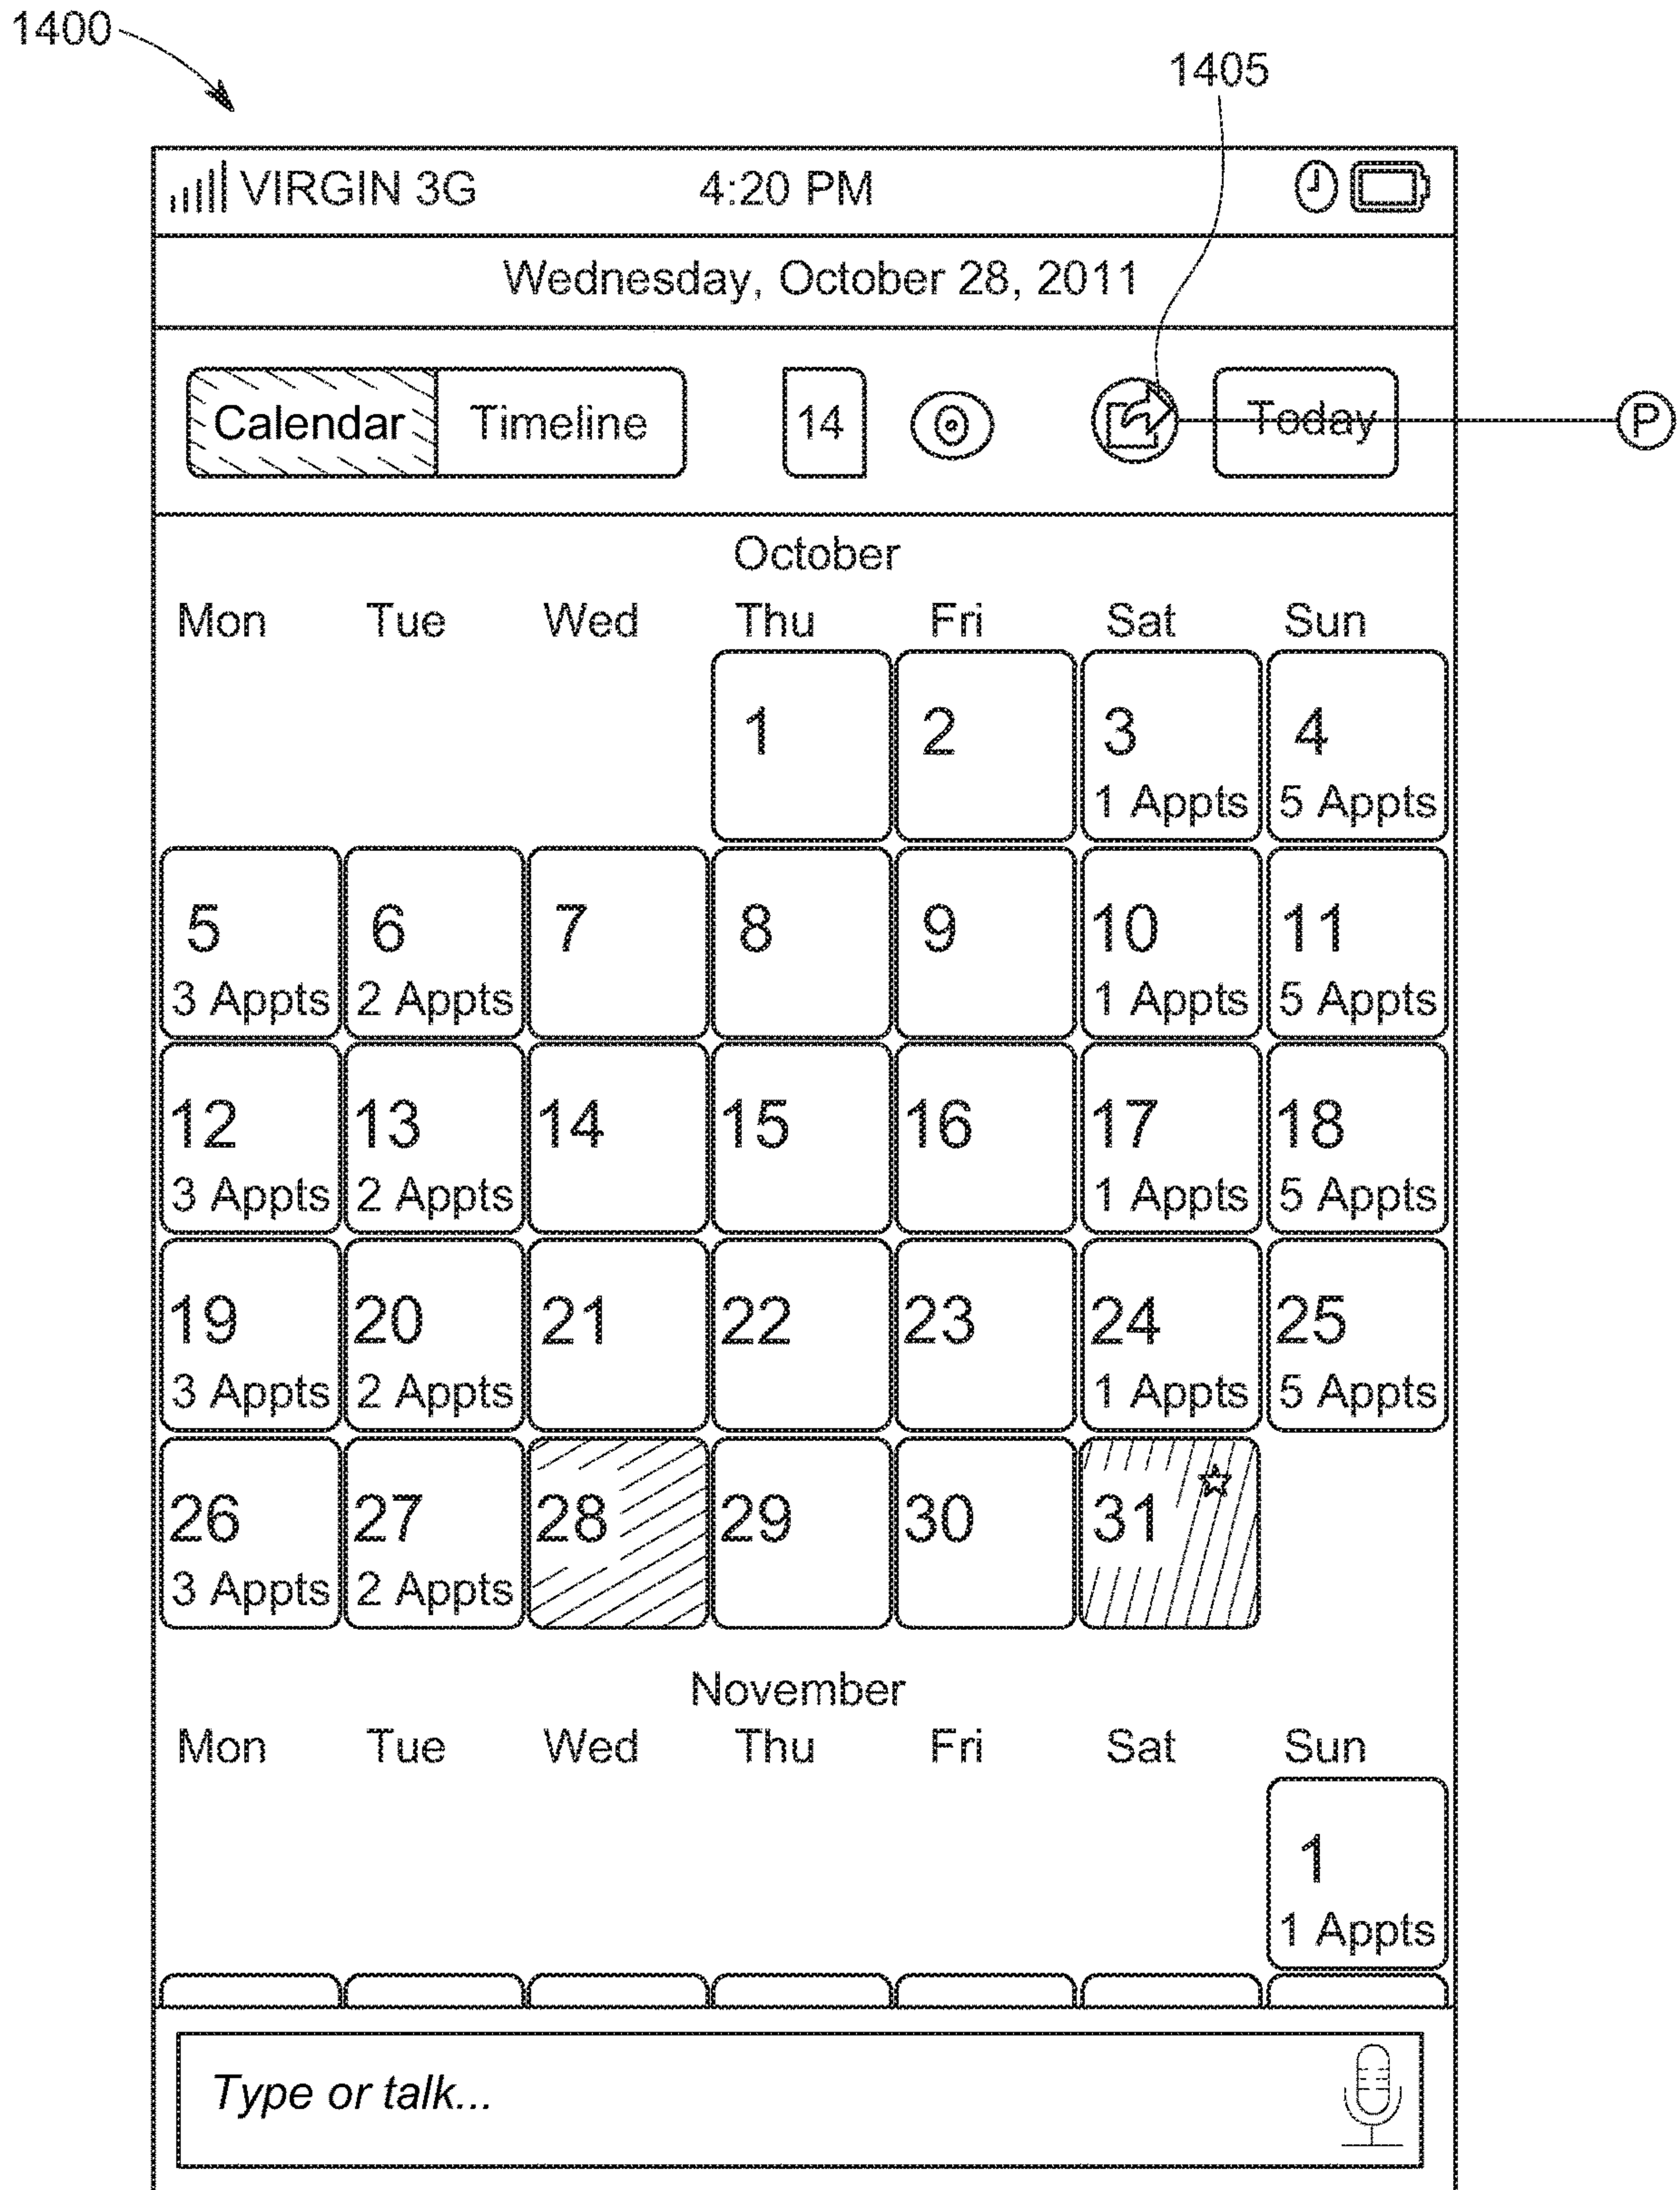 1400
1405
VIRGIN 3G 4:20 PM
Wednesday, October 28, 2011
Calendar Timeline 14 Today P
October
Mon Tue Wed Thu Fri Sat Sun
1 2 3 4
1 Appts 5 Appts
5 6 7 8 9 10 11
3 Appts 2 Appts 1 Appts 5 Appts
12 13 14 15 16 17 18
3 Appts 2 Appts 1 Appts 5 Appts
19 20 21 22 23 24 25
3 Appts 2 Appts 1 Appts 5 Appts
26 27 28 29 30 31
3 Appts 2 Appts
November
Mon Tue Wed Thu Fri Sat Sun
1
1 Appts
Type or talk...